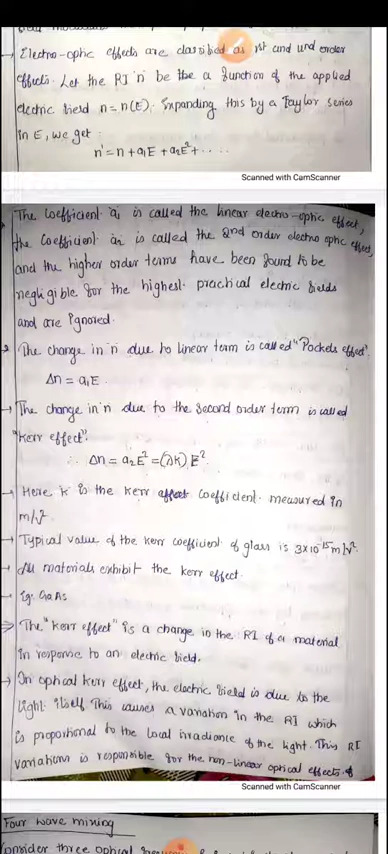 → Electro-optic effects are classified as 1st and 2nd order
effects. Let the RI 'n' be the a function of the applied
electric field n = n(E). Expanding this by a Taylor series
in E, we get
n' = n + a₁E + a₂E² + .....
Scanned with CamScanner
The coefficient a₁ is called the linear electro-optic effect,
the coefficient a₂ is called the 2nd order electro optic effect,
and the higher order terms have been found to be
negligible for the highest practical electric fields
and are ignored.
The change in 'n' due to linear term is called "Pockels effect".
Δn = a₁E.
→ The change in 'n' due to the second order term is called
"Kerr effect".
∴ Δn = a₂E² = (λk) E²
→ Here k is the kerr effect coefficient measured in
m/v²
→ Typical value of the kerr coefficient of glass is 3×10⁻¹⁵ m/v².
→ All materials exhibit the kerr effect.
→ Eg. GaAs
⇒ The "kerr effect" is a change in the RI of a material
in response to an electric field.
→ In optical kerr effect, the electric field is due to the
light itself. This causes a variation in the RI which
is proportional to the local irradiance of the light. This RI
variations is responsible for the non-linear optical effects of
Scanned with CamScanner
Four wave mixing
Consider three optical